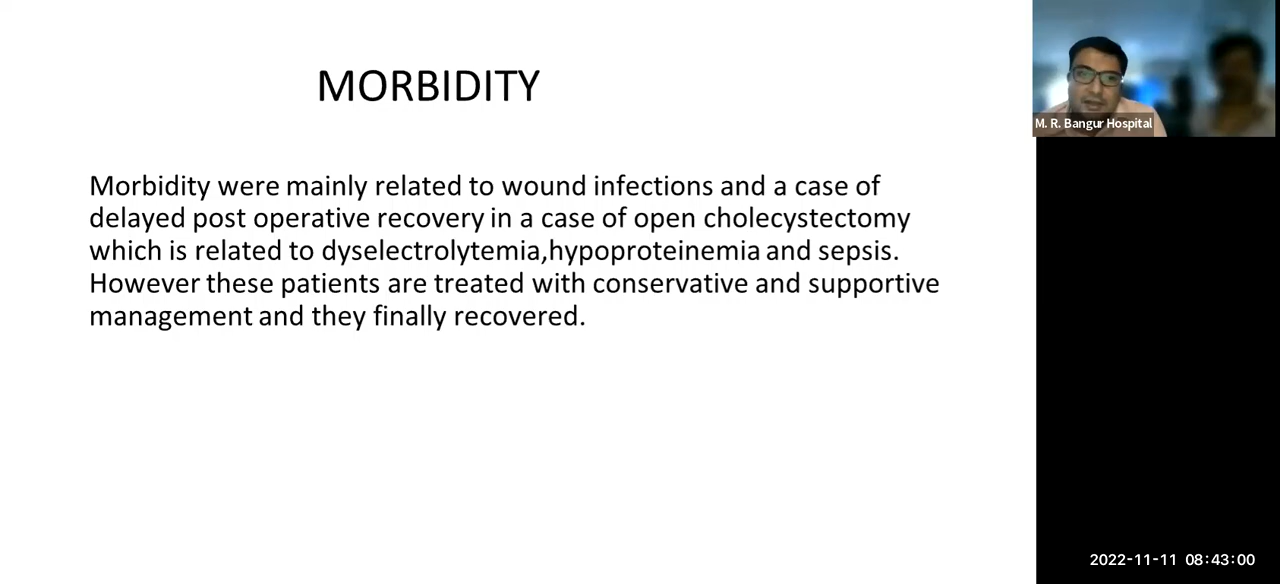 MORBIDITY
Morbidity were mainly related to wound infections and a case of
delayed post operative recovery in a case of open cholecystectomy
which is related to dyselectrolytemia,hypoproteinemia and sepsis.
However these patients are treated with conservative and supportive
management and they finally recovered.
M. R. Bangur Hospital
2022-11-11 08:43:00